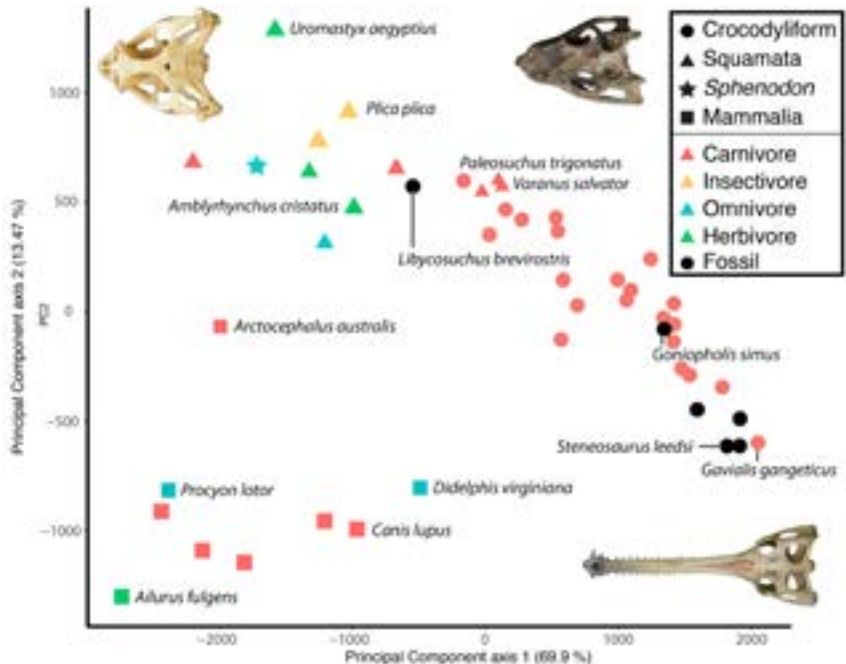 Uromastyx aegyptius
Plica plica
Paleosuchus trigonatus
Varanus salvator
Amblyrhynchus cristatus
Libycosuchus brevirostris
Arctocephalus australis
Goniopholis simus
Steneosaurus leedsi
Gavialis gangeticus
Procyon lotor
Didelphis virginiana
Canis lupus
Ailurus fulgens
Crocodyliform
Squamata
Sphenodon
Mammalia
Carnivore
Insectivore
Omnivore
Herbivore
Fossil
Principal Component axis 2 (13.47 %)
PC2
1000
500
0
−500
−1000
−2000
−1000
0
1000
2000
Principal Component axis 1 (69.9 %)